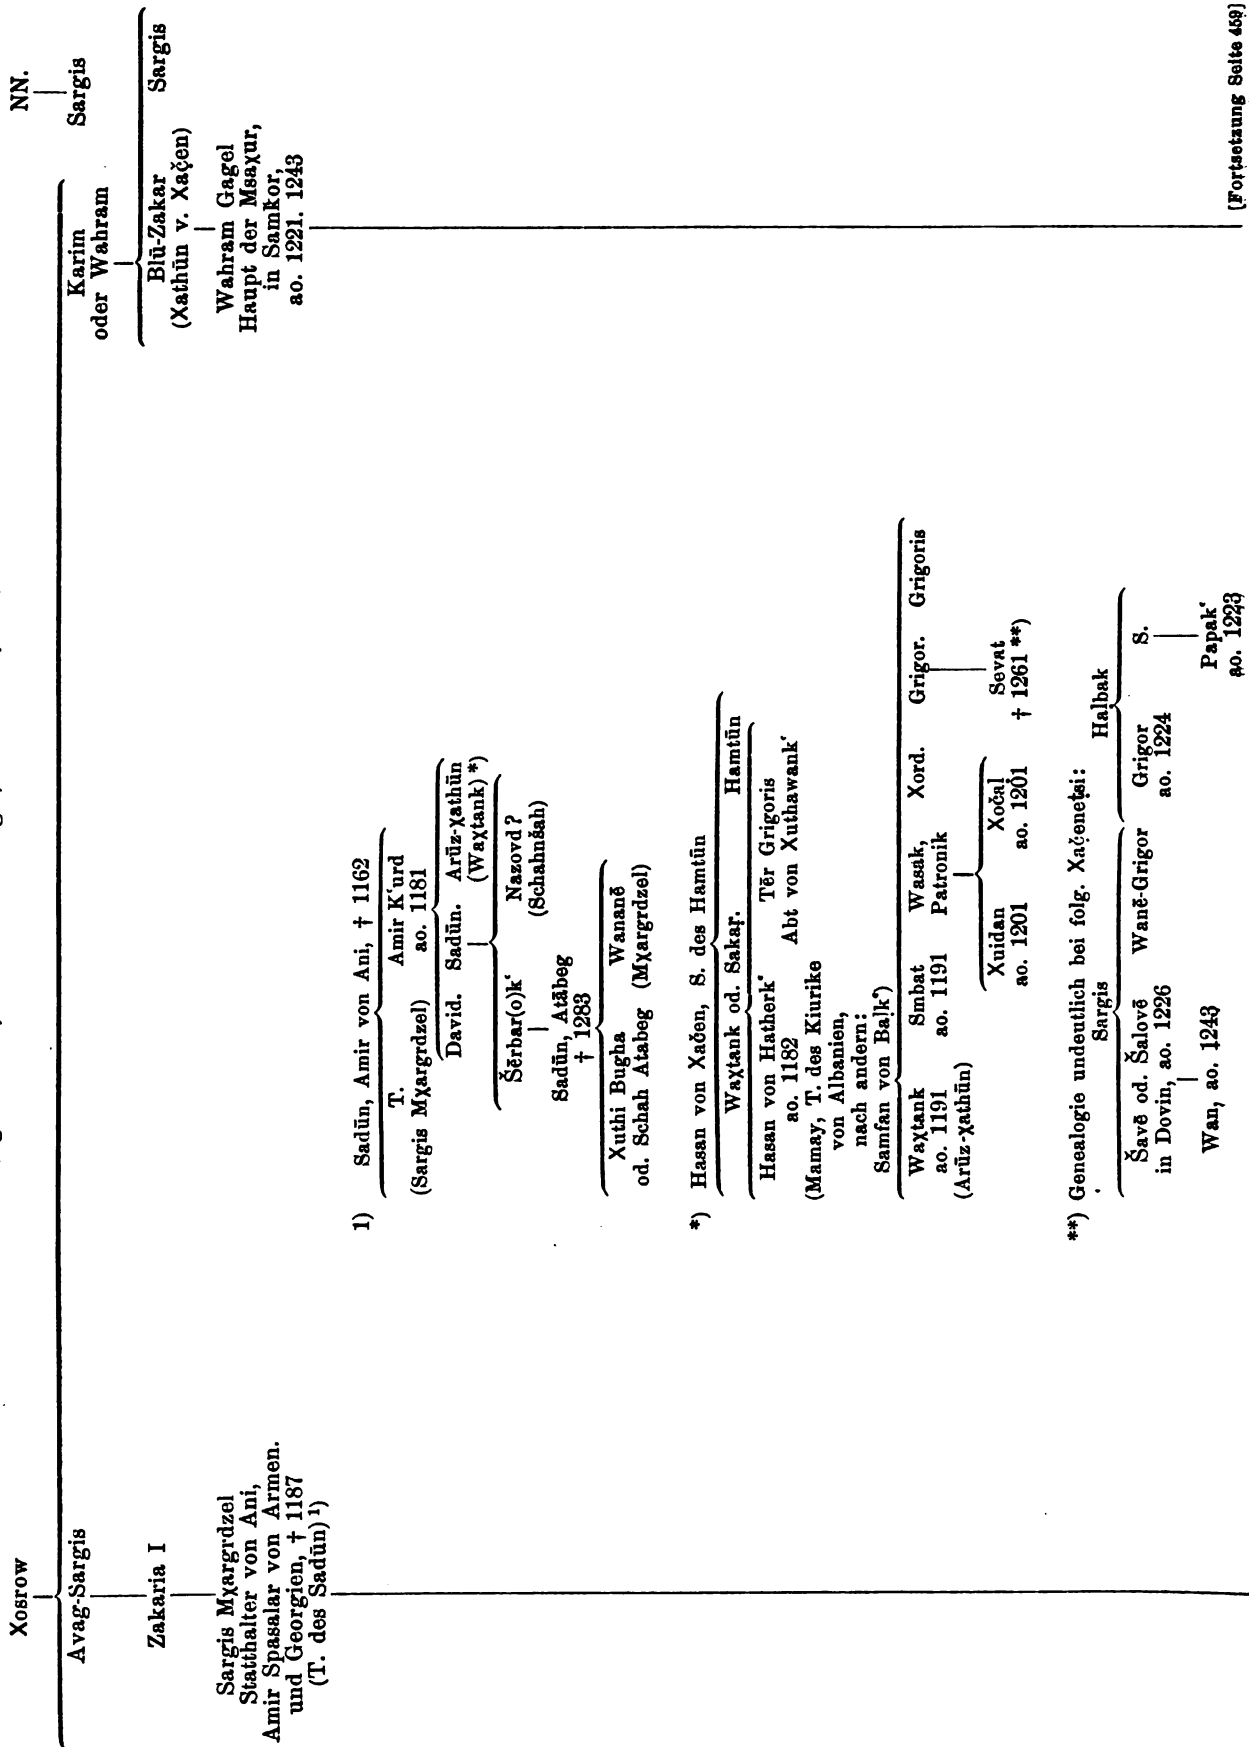 Xosrow
NN.
Avag-Sargis
Karim
oder Wahram
Sargis
Zakaria I
Blū-Zakar
(Xathūn v. Xačen)
Sargis
Sargis Mχargrdzel
Statthalter von Ani,
Amir Spasalar von Armen.
und Georgien, † 1187
(T. des Sadūn) ¹)
Wahram Gagel
Haupt der Msaχur,
in Samkor,
ao. 1221. 1243
1) Sadūn, Amir von Ani, † 1162
T.
(Sargis Mχargrdzel)
Amir K‘urd
ao. 1181
David. Sadūn. Arūz-χathūn
(Waχtank) *)
Šērbar(o)k‘
Nazovd?
(Schahnšah)
Sadūn, Atābeg
† 1283
Xuthi Bugha
od. Schah Atabeg
Wananē
(Mχargrdzel)
*) Hasan von Xačen, S. des Hamtūn
Waχtank od. Sakaṛ. Hamtūn
Hasan von Hatherk‘
ao. 1182
(Mamay, T. des Kiurike
von Albanien,
nach andern:
Samfan von Baḷk‘)
Tēr Grigoris
Abt von Xuthawank‘
Waχtank
ao. 1191
(Arūz-χathūn)
Smbat
ao. 1191
Wasak,
Patronik
Xord. Grigor. Grigoris
Xuidan
ao. 1201
Xočaḷ
ao. 1201
Sevat
† 1261 **)
**) Genealogie undeutlich bei folg. Xačeneṭsi:
Sargis
Haḷbak
Šavē od. Šalovē
in Dovin, ao. 1226
Wanē-Grigor
Grigor
ao. 1224
S.
Wan, ao. 1243
Papak‘
ao. 1223
[Fortsetzung Seite 459]